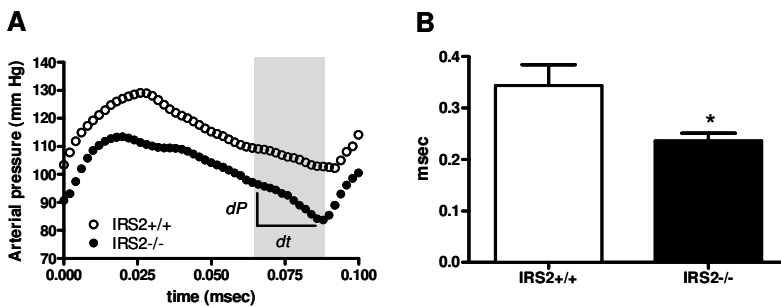 A
Arterial pressure (mm Hg)
140
130
120
110
100
90
80
70
IRS2+/+
IRS2-/-
dP
dt
0.000
0.025
0.050
0.075
0.100
time (msec)
B
msec
0.4
0.3
0.2
0.1
0.0
*
IRS2+/+
IRS2-/-